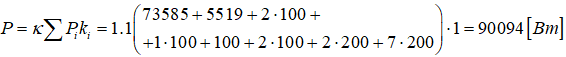 P = κ∑ P_i k_i = 1.1 ( 73585 + 5519 + 2·100 +
+1·100 + 100 + 2·100 + 2·200 + 7·200 ) ·1 = 90094 [Вт]